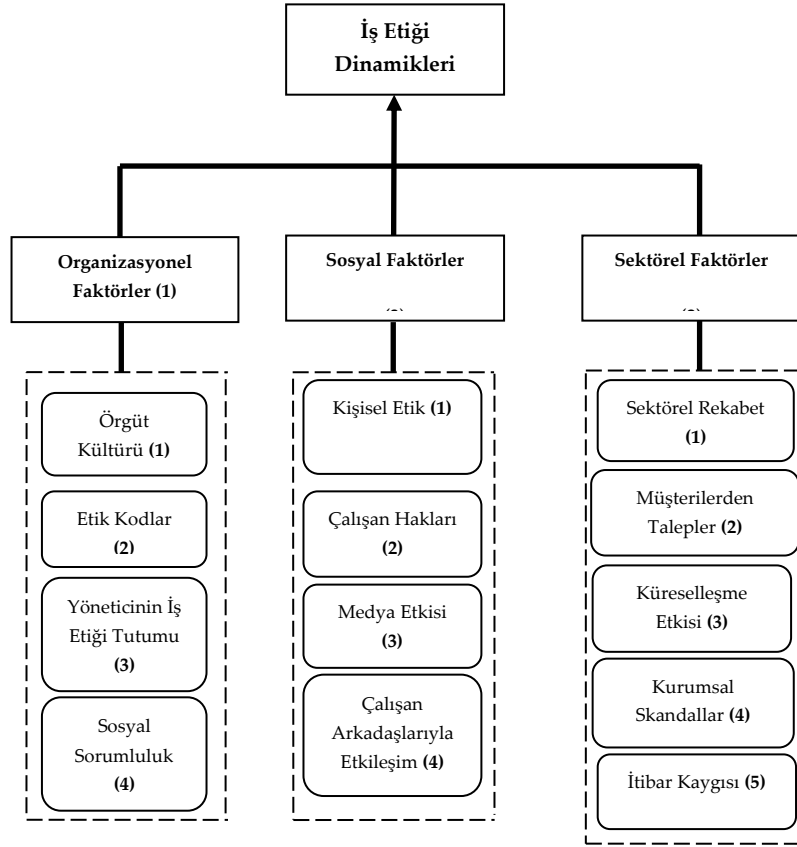 İş Etiği
Dinamikleri
Organizasyonel
Faktörler (1)
Sosyal Faktörler
Sektörel Faktörler
Örgüt
Kültürü (1)
Etik Kodlar
(2)
Yöneticinin İş
Etiği Tutumu
(3)
Sosyal
Sorumluluk
(4)
Kişisel Etik (1)
Çalışan Hakları
(2)
Medya Etkisi
(3)
Çalışan
Arkadaşlarıyla
Etkileşim (4)
Sektörel Rekabet
(1)
Müşterilerden
Talepler (2)
Küreselleşme
Etkisi (3)
Kurumsal
Skandallar (4)
İtibar Kaygısı (5)